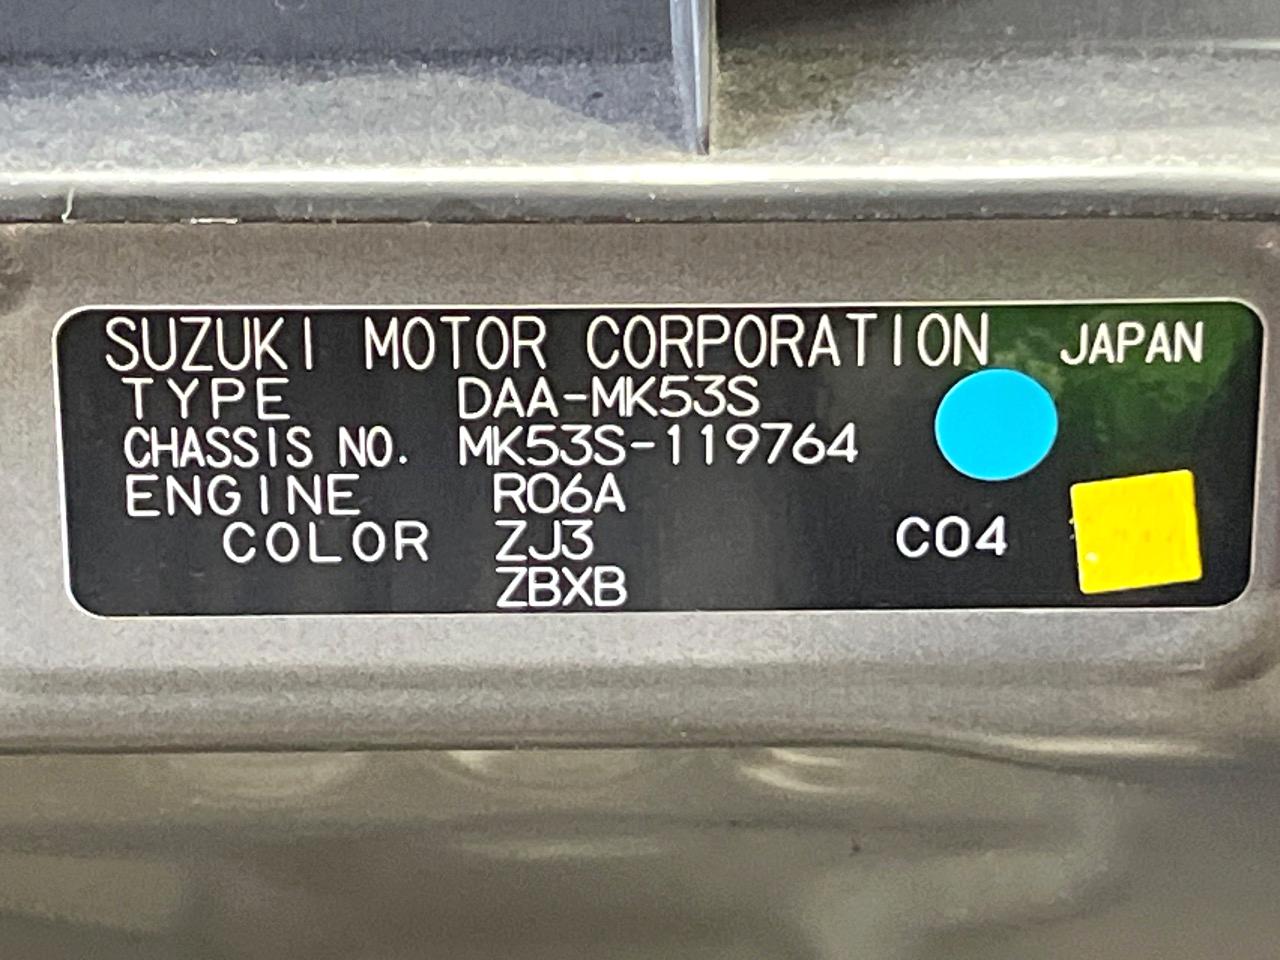 SUZUKI MOTOR CORPORATION JAPAN
TYPE DAA-MK53S
CHASSIS NO. MK53S-119764
ENGINE R06A
COLOR ZJ3 C04
ZBXB